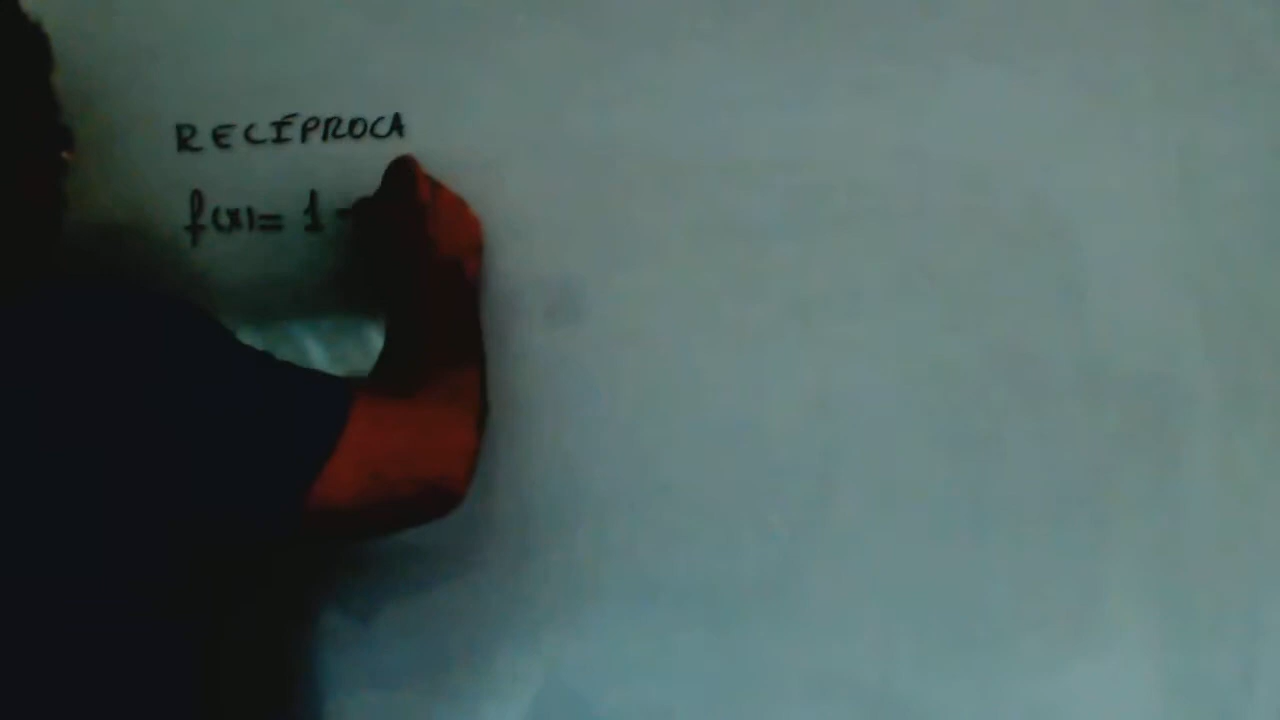 RECÍPROCA
f(x)= 1 -